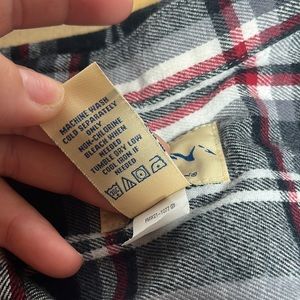 MACHINE WASH
COLD SEPARATELY
ONLY
NON-CHLORINE
BLEACH WHEN
NEEDED
TUMBLE DRY LOW
COOL IRON IF
NEEDED